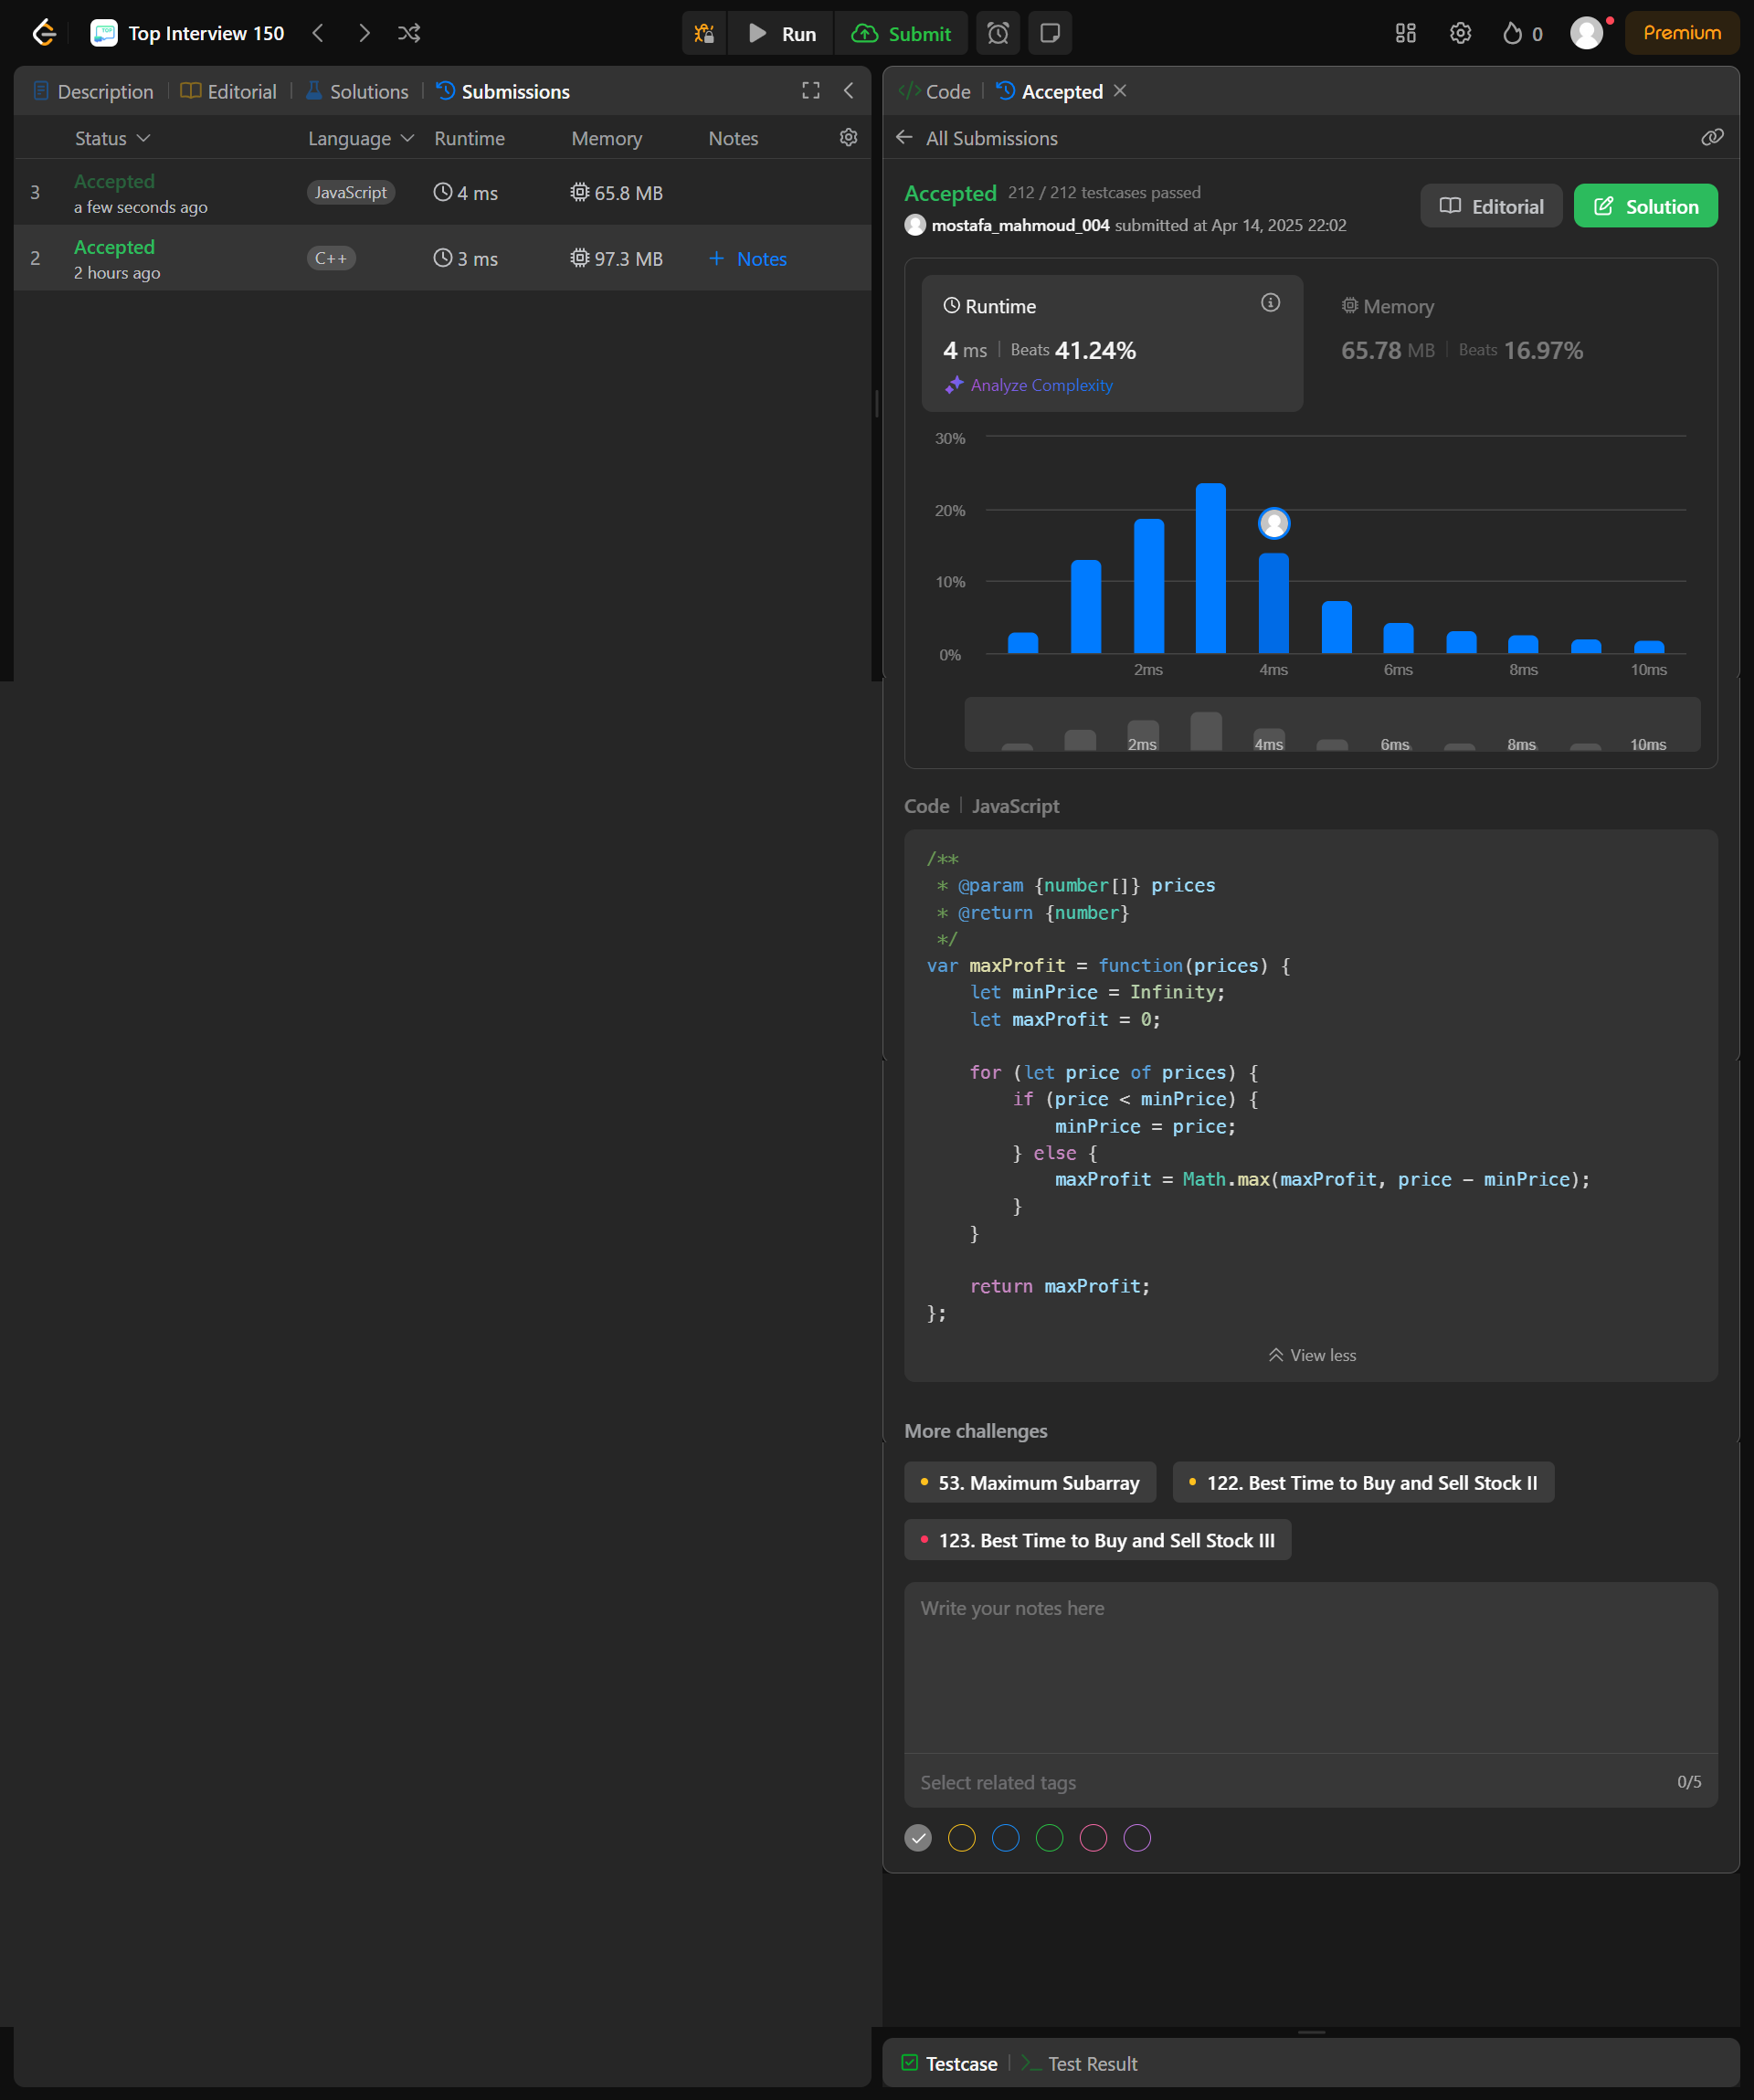 Top Interview 150
Run
Submit
0
Premium
Description
Editorial
Solutions
Submissions
Status
Language
Runtime
Memory
Notes
3
Accepted
a few seconds ago
JavaScript
4 ms
65.8 MB
2
Accepted
2 hours ago
C++
3 ms
97.3 MB
+ Notes
</> Code
Accepted
All Submissions
Accepted 212 / 212 testcases passed
mostafa_mahmoud_004 submitted at Apr 14, 2025 22:02
Editorial
Solution
Runtime
4 ms | Beats 41.24%
Analyze Complexity
Memory
65.78 MB | Beats 16.97%
30%
20%
10%
0%
2ms 4ms 6ms 8ms 10ms
2ms 4ms 6ms 8ms 10ms
Code | JavaScript
/**
 * @param {number[]} prices
 * @return {number}
 */
var maxProfit = function(prices) {
    let minPrice = Infinity;
    let maxProfit = 0;

    for (let price of prices) {
        if (price < minPrice) {
            minPrice = price;
        } else {
            maxProfit = Math.max(maxProfit, price - minPrice);
        }
    }

    return maxProfit;
};
View less
More challenges
53. Maximum Subarray
122. Best Time to Buy and Sell Stock II
123. Best Time to Buy and Sell Stock III
Write your notes here
Select related tags
0/5
Testcase
Test Result